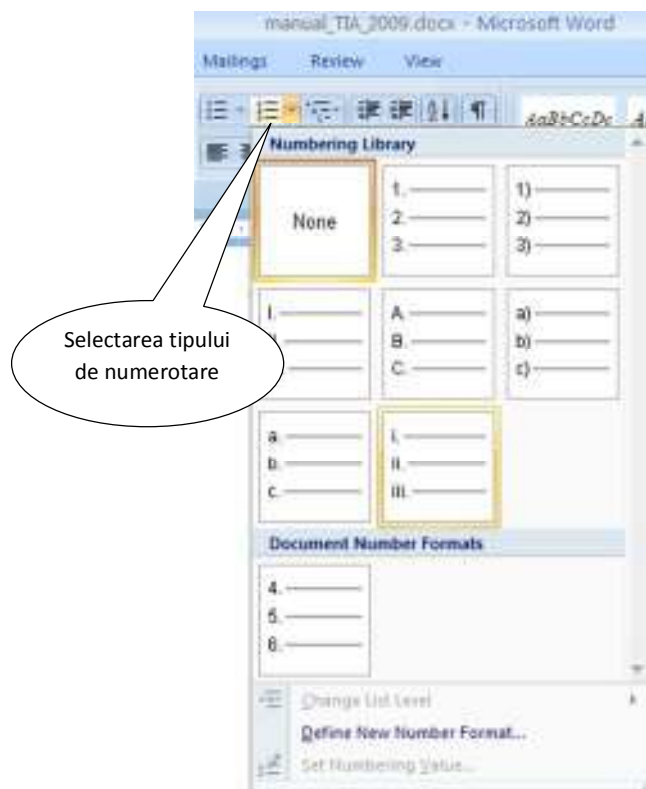 manual_TIA_2009.docx - Microsoft Word
Mailings Review View
AaBbCcDc
Numbering Library
None
1.
2.
3.
1)
2)
3)
I.
A.
B.
C.
a)
b)
c)
Selectarea tipului
de numerotare
a.
b.
c.
i.
ii.
iii.
Document Number Formats
4.
5.
6.
Change List Level
Define New Number Format...
Set Numbering Value...